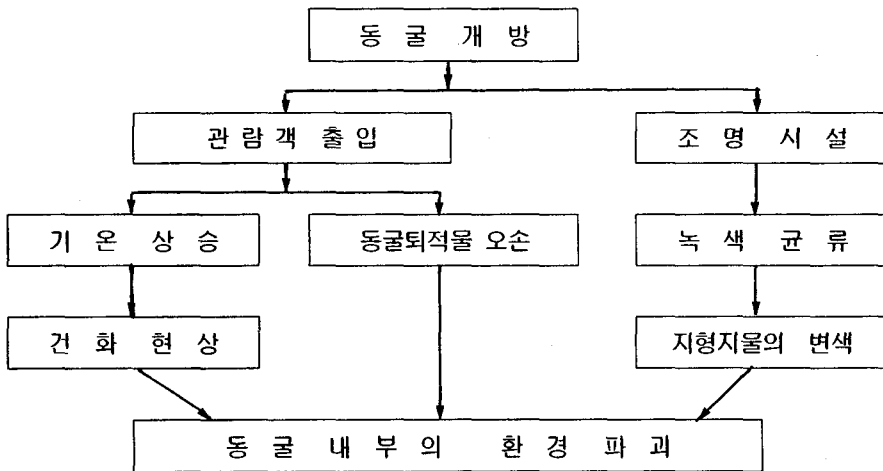 동 굴 개 방
관 람 객 출 입
조 명 시 설
기 온 상 승
동굴퇴적물 오손
녹 색 균 류
건 화 현 상
지형지물의 변색
동 굴 내 부 의 환 경 파 괴